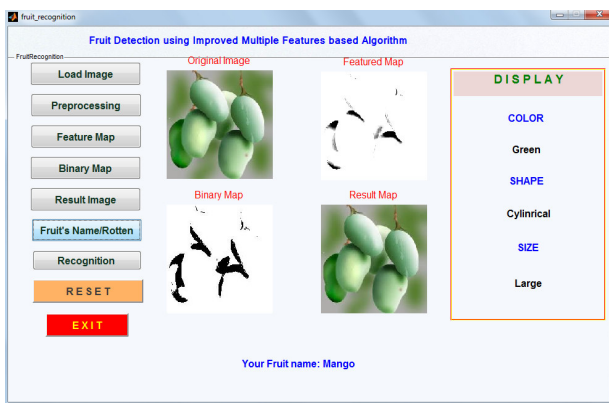 fruit_recognition
Fruit Detection using Improved Multiple Features based Algorithm
FruitRecognition
Load Image
Preprocessing
Feature Map
Binary Map
Result Image
Fruit's Name/Rotten
Recognition
RESET
EXIT
Original Image
Featured Map
Binary Map
Result Map
DISPLAY
COLOR
Green
SHAPE
Cylinrical
SIZE
Large
Your Fruit name: Mango